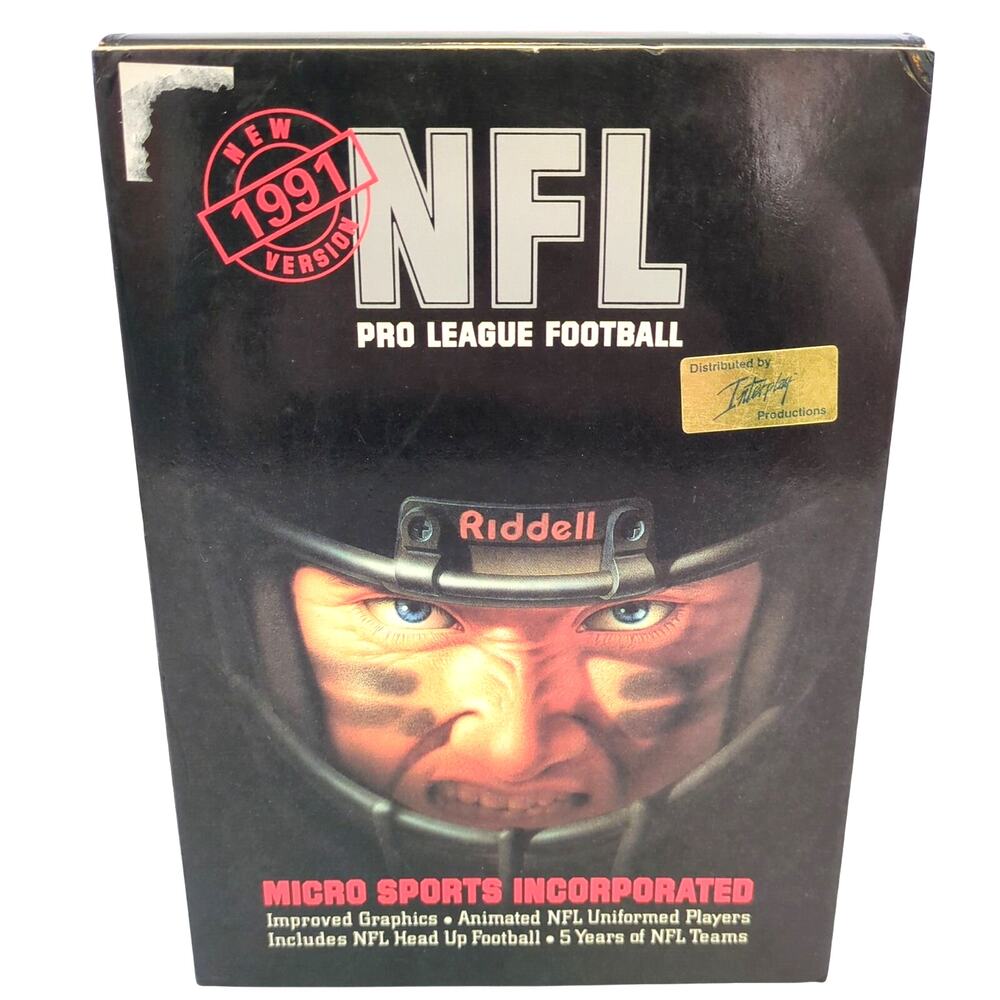 NEW
1991
VERSION
NFL
PRO LEAGUE FOOTBALL
Distributed by
Interplay
Productions
Riddell
MICRO SPORTS INCORPORATED
Improved Graphics • Animated NFL Uniformed Players
Includes NFL Head Up Football • 5 Years of NFL Teams